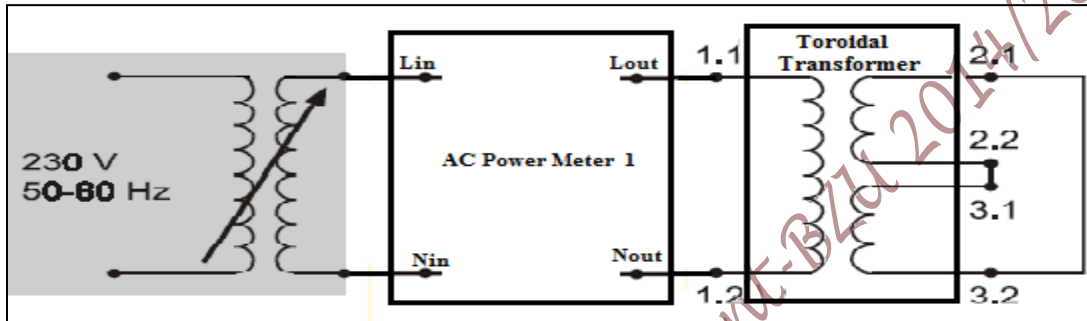 230 V
50-60 Hz
Lin
Nin
AC Power Meter 1
Lout
Nout
1.1
1.2
Toroidal
Transformer
2.1
2.2
3.1
3.2